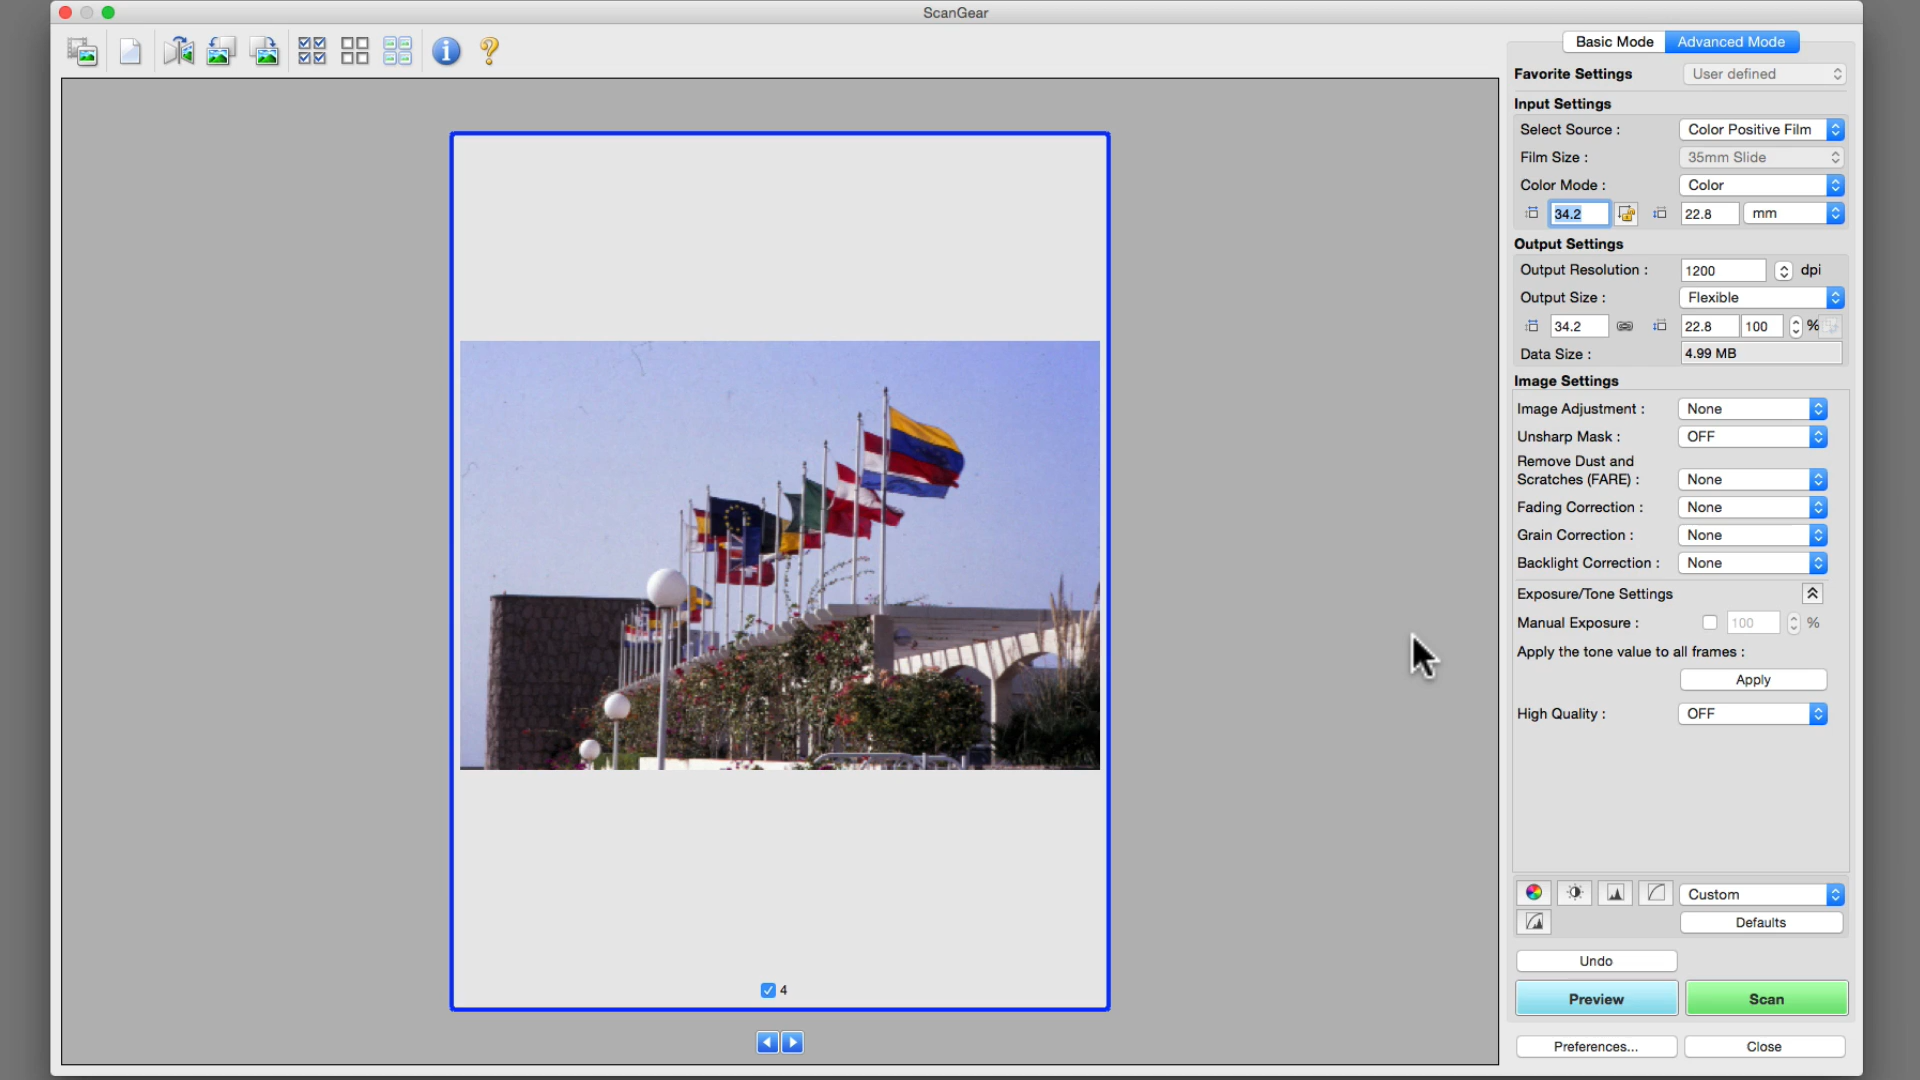 ScanGear
Basic Mode
Advanced Mode
Favorite Settings
User defined
Input Settings
Select Source :
Color Positive Film
Film Size :
35mm Slide
Color Mode :
Color
34.2
22.8
mm
Output Settings
Output Resolution :
1200
dpi
Output Size :
Flexible
34.2
22.8
100
%
Data Size :
4.99 MB
Image Settings
Image Adjustment :
None
Unsharp Mask :
OFF
Remove Dust and
Scratches (FARE) :
None
Fading Correction :
None
Grain Correction :
None
Backlight Correction :
None
Exposure/Tone Settings
Manual Exposure :
100
%
Apply the tone value to all frames :
Apply
High Quality :
OFF
Custom
Defaults
Undo
Preview
Scan
Preferences...
Close
4